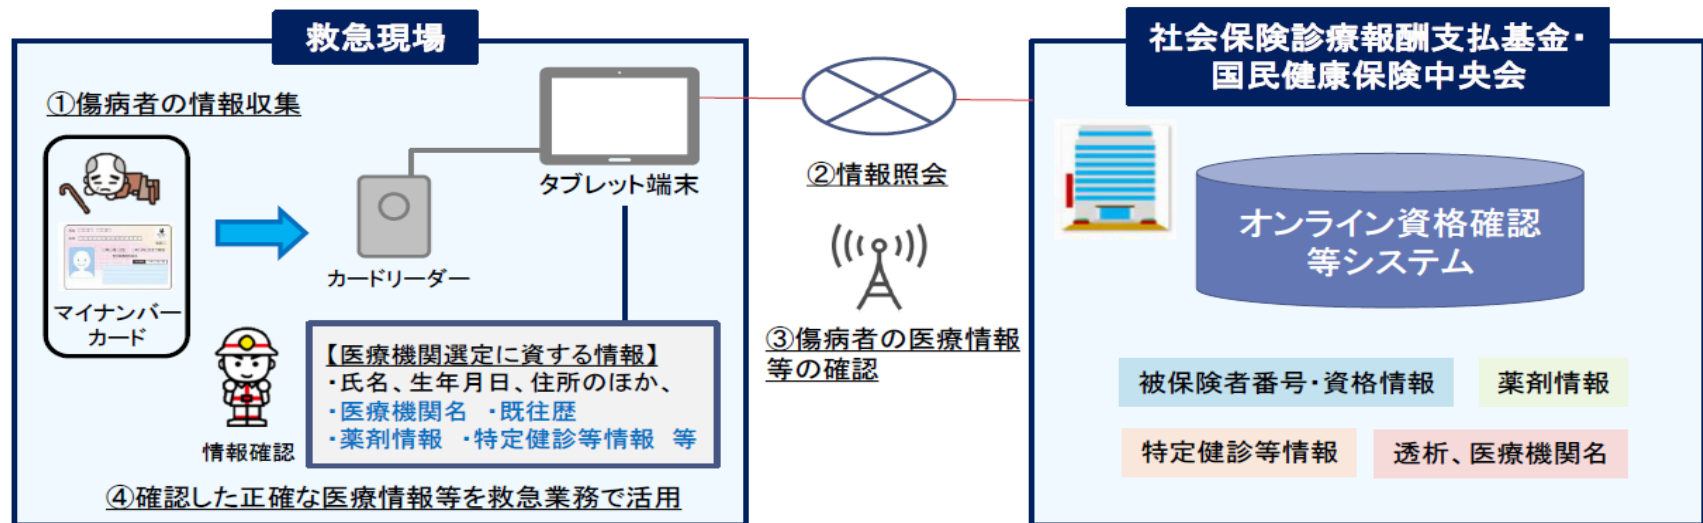 救急現場
①傷病者の情報収集
マイナンバー
カード
カードリーダー
タブレット端末
情報確認
【医療機関選定に資する情報】
・氏名、生年月日、住所のほか、
・医療機関名 ・既往歴
・薬剤情報 ・特定健診等情報 等
④確認した正確な医療情報等を救急業務で活用
②情報照会
③傷病者の医療情報
等の確認
社会保険診療報酬支払基金・
国民健康保険中央会
オンライン資格確認
等システム
被保険者番号・資格情報
薬剤情報
特定健診等情報
透析、医療機関名